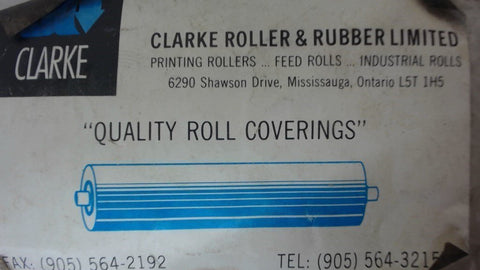 CLARKE
CLARKE ROLLER & RUBBER LIMITED
PRINTING ROLLERS ... FEED ROLLS ... INDUSTRIAL ROLLS
6290 Shawson Drive, Mississauga, Ontario L5T 1H5
"QUALITY ROLL COVERINGS"
FAX: (905) 564-2192
TEL: (905) 564-3215